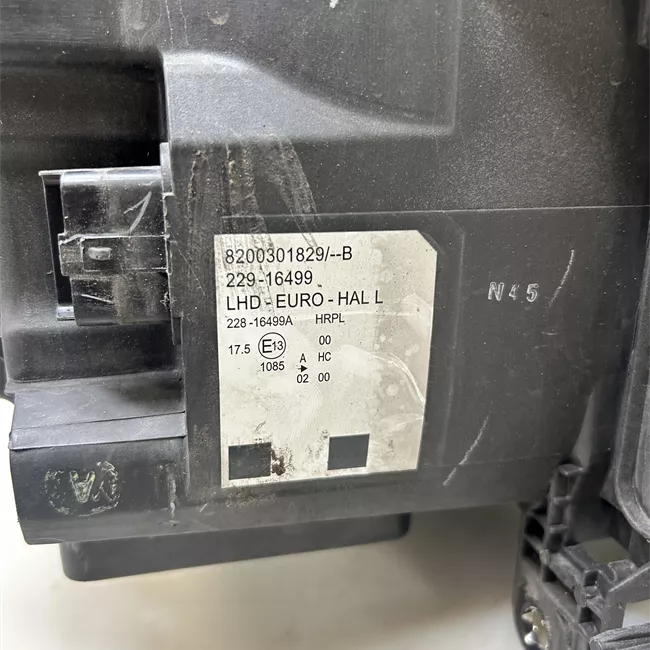 8200301829/--B
229-16499
LHD-EURO-HAL L
228-16499A HRPL
17.5 E13 00
A HC
1085
02 00
N45